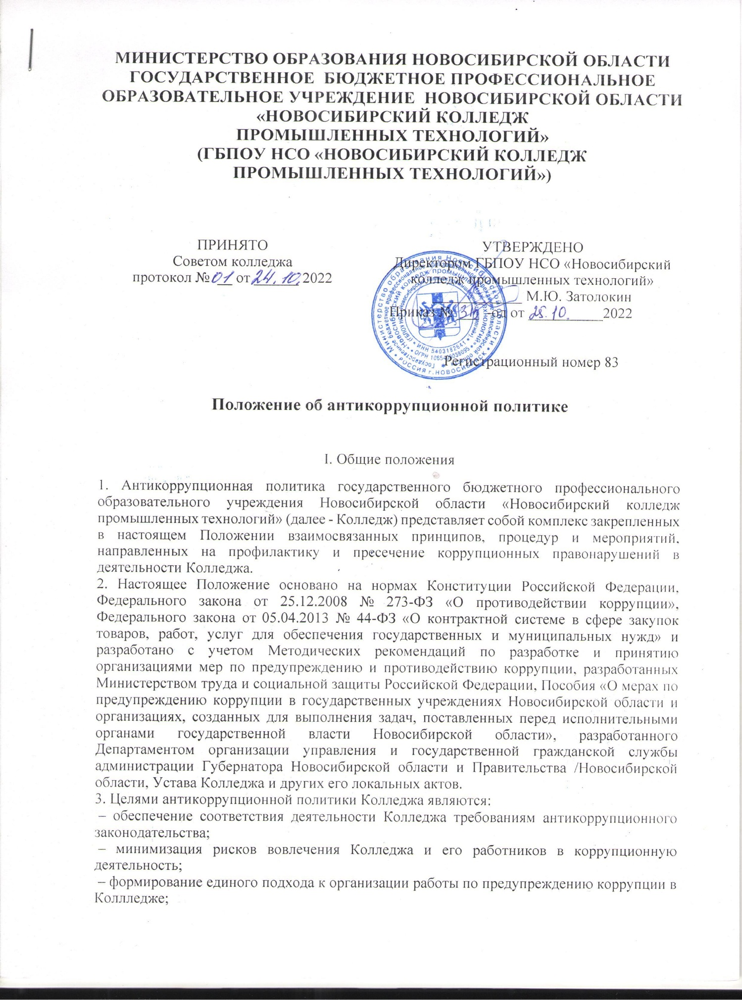 МИНИСТЕРСТВО ОБРАЗОВАНИЯ НОВОСИБИРСКОЙ ОБЛАСТИ
ГОСУДАРСТВЕННОЕ БЮДЖЕТНОЕ ПРОФЕССИОНАЛЬНОЕ
ОБРАЗОВАТЕЛЬНОЕ УЧРЕЖДЕНИЕ НОВОСИБИРСКОЙ ОБЛАСТИ
«НОВОСИБИРСКИЙ КОЛЛЕДЖ
ПРОМЫШЛЕННЫХ ТЕХНОЛОГИЙ»
(ГБПОУ НСО «НОВОСИБИРСКИЙ КОЛЛЕДЖ
ПРОМЫШЛЕННЫХ ТЕХНОЛОГИЙ»)
ПРИНЯТО
Советом колледжа
протокол № 01 от 24.10.2022
УТВЕРЖДЕНО
Директором ГБПОУ НСО «Новосибирский
колледж промышленных технологий»
М.Ю. Затолокин
Приказ № -од от 25.10. 2022
Регистрационный номер 83
Министерство образования Новосибирской области
РОССИЯ г.НОВОСИБИРСК
ИНН 5403182641
Положение об антикоррупционной политике
I. Общие положения
1. Антикоррупционная политика государственного бюджетного профессионального
образовательного учреждения Новосибирской области «Новосибирский колледж
промышленных технологий» (далее - Колледж) представляет собой комплекс закрепленных
в настоящем Положении взаимосвязанных принципов, процедур и мероприятий,
направленных на профилактику и пресечение коррупционных правонарушений в
деятельности Колледжа.
2. Настоящее Положение основано на нормах Конституции Российской Федерации,
Федерального закона от 25.12.2008 № 273-ФЗ «О противодействии коррупции»,
Федерального закона от 05.04.2013 № 44-ФЗ «О контрактной системе в сфере закупок
товаров, работ, услуг для обеспечения государственных и муниципальных нужд» и
разработано с учетом Методических рекомендаций по разработке и принятию
организациями мер по предупреждению и противодействию коррупции, разработанных
Министерством труда и социальной защиты Российской Федерации, Пособия «О мерах по
предупреждению коррупции в государственных учреждениях Новосибирской области и
организациях, созданных для выполнения задач, поставленных перед исполнительными
органами государственной власти Новосибирской области», разработанного
Департаментом организации управления и государственной гражданской службы
администрации Губернатора Новосибирской области и Правительства /Новосибирской
области, Устава Колледжа и других его локальных актов.
3. Целями антикоррупционной политики Колледжа являются:
– обеспечение соответствия деятельности Колледжа требованиям антикоррупционного
законодательства;
– минимизация рисков вовлечения Колледжа и его работников в коррупционную
деятельность;
– формирование единого подхода к организации работы по предупреждению коррупции в
Коллледже;